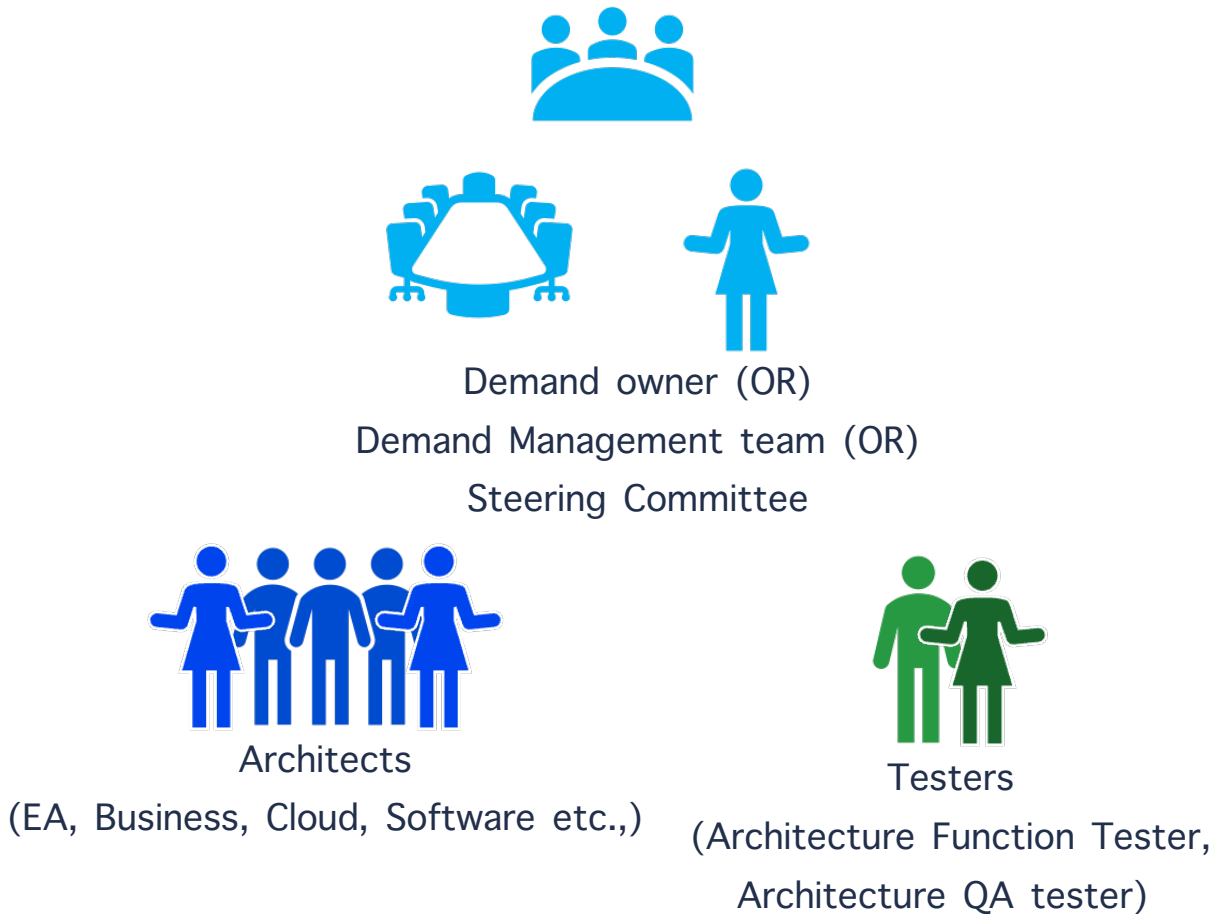 Demand owner (OR)
Demand Management team (OR)
Steering Committee
Architects
(EA, Business, Cloud, Software etc.,)
Testers
(Architecture Function Tester,
Architecture QA tester)